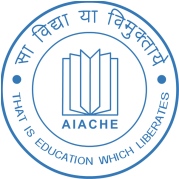 सा विद्या या विमुक्तये
AIACHE
THAT IS EDUCATION WHICH LIBERATES